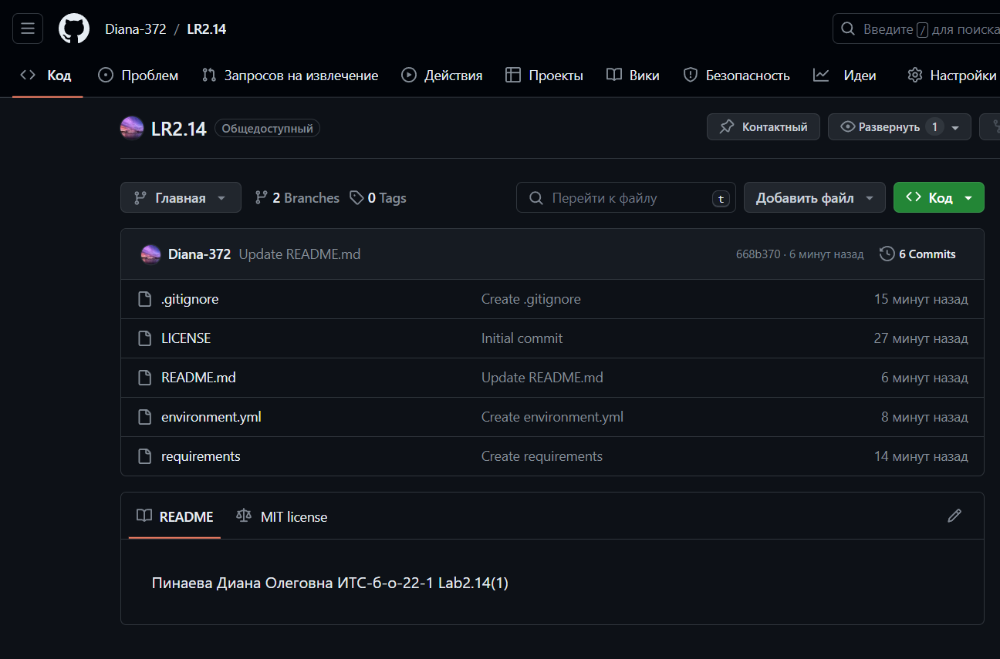 Diana-372 / LR2.14
Введите / для поиска
Код Проблем Запросов на извлечение Действия Проекты Вики Безопасность Идеи Настройки
LR2.14 Общедоступный
Контактный Развернуть 1
Главная 2 Branches 0 Tags Перейти к файлу t Добавить файл Код
Diana-372 Update README.md 668b370 · 6 минут назад 6 Commits
.gitignore Create .gitignore 15 минут назад
LICENSE Initial commit 27 минут назад
README.md Update README.md 6 минут назад
environment.yml Create environment.yml 8 минут назад
requirements Create requirements 14 минут назад
README MIT license
Пинаева Диана Олеговна ИТС-б-о-22-1 Lab2.14(1)